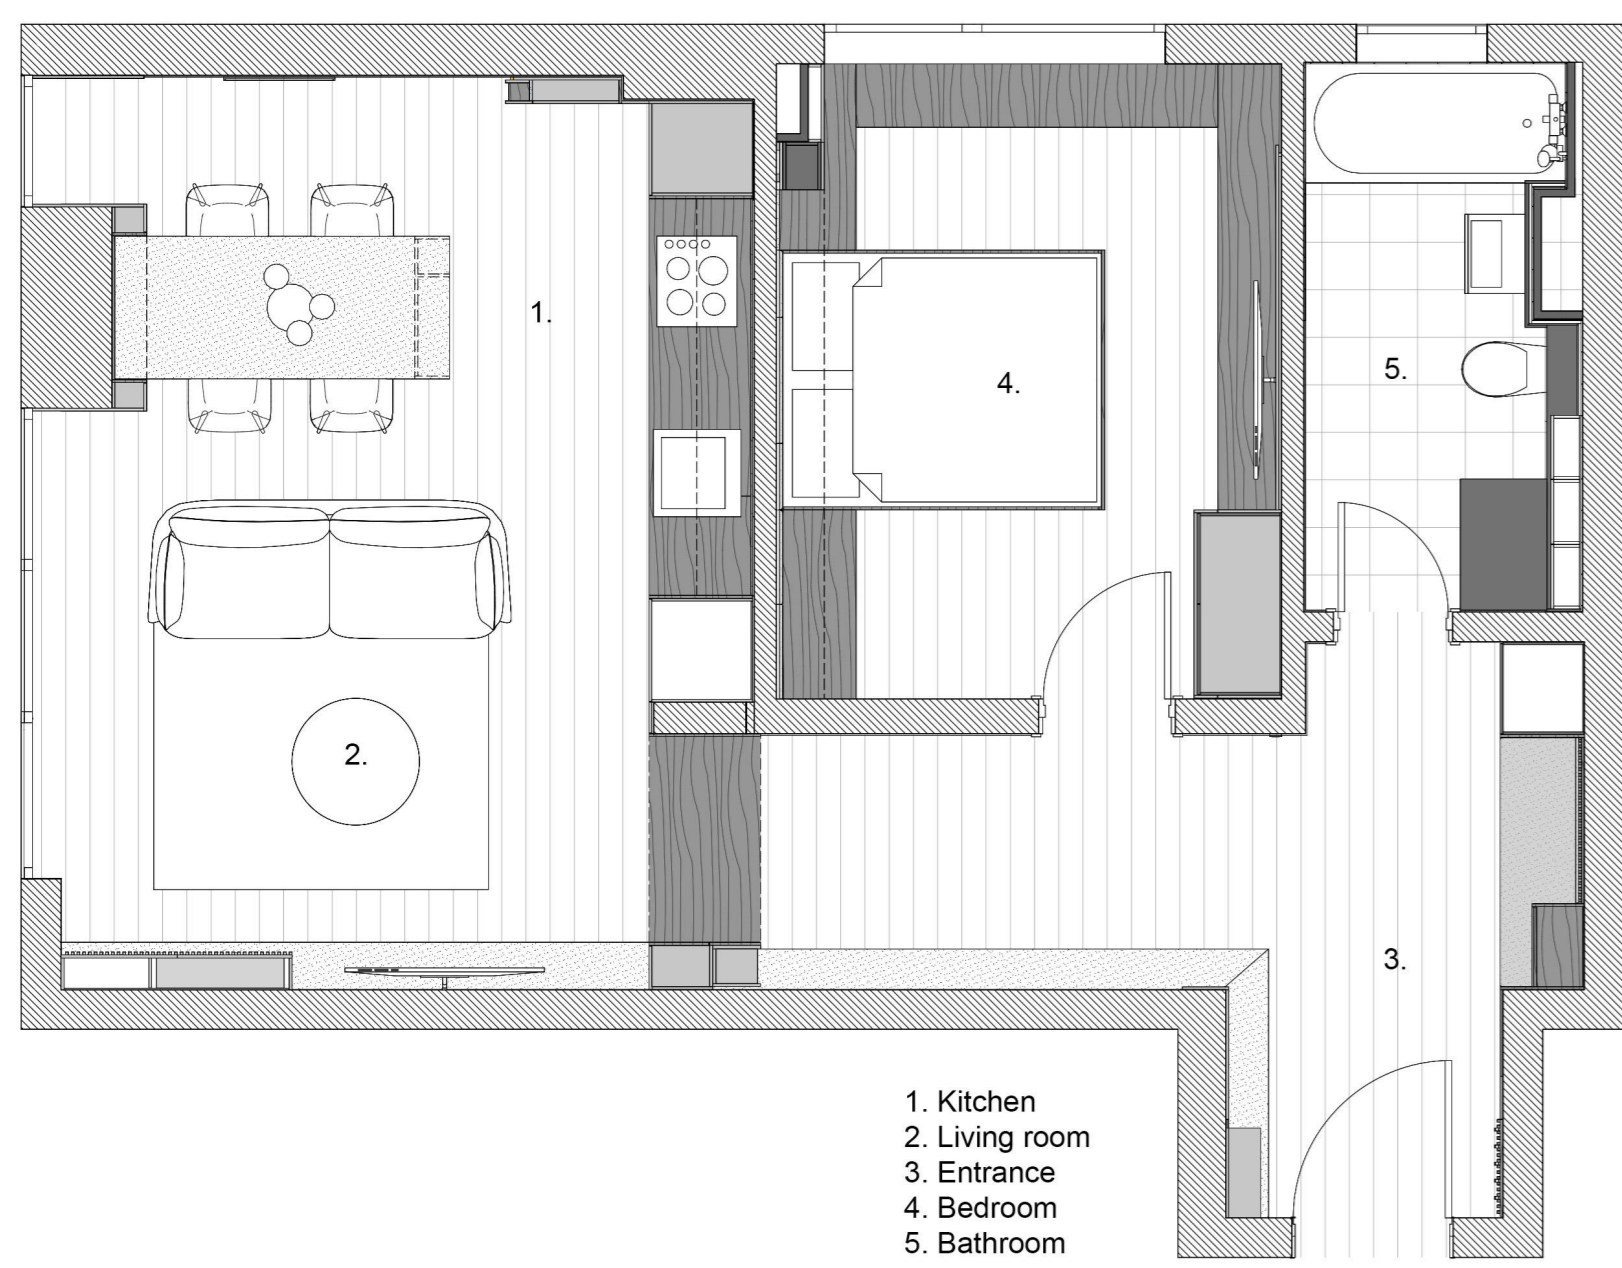 1.
4.
5.
2.
3.
1. Kitchen
2. Living room
3. Entrance
4. Bedroom
5. Bathroom